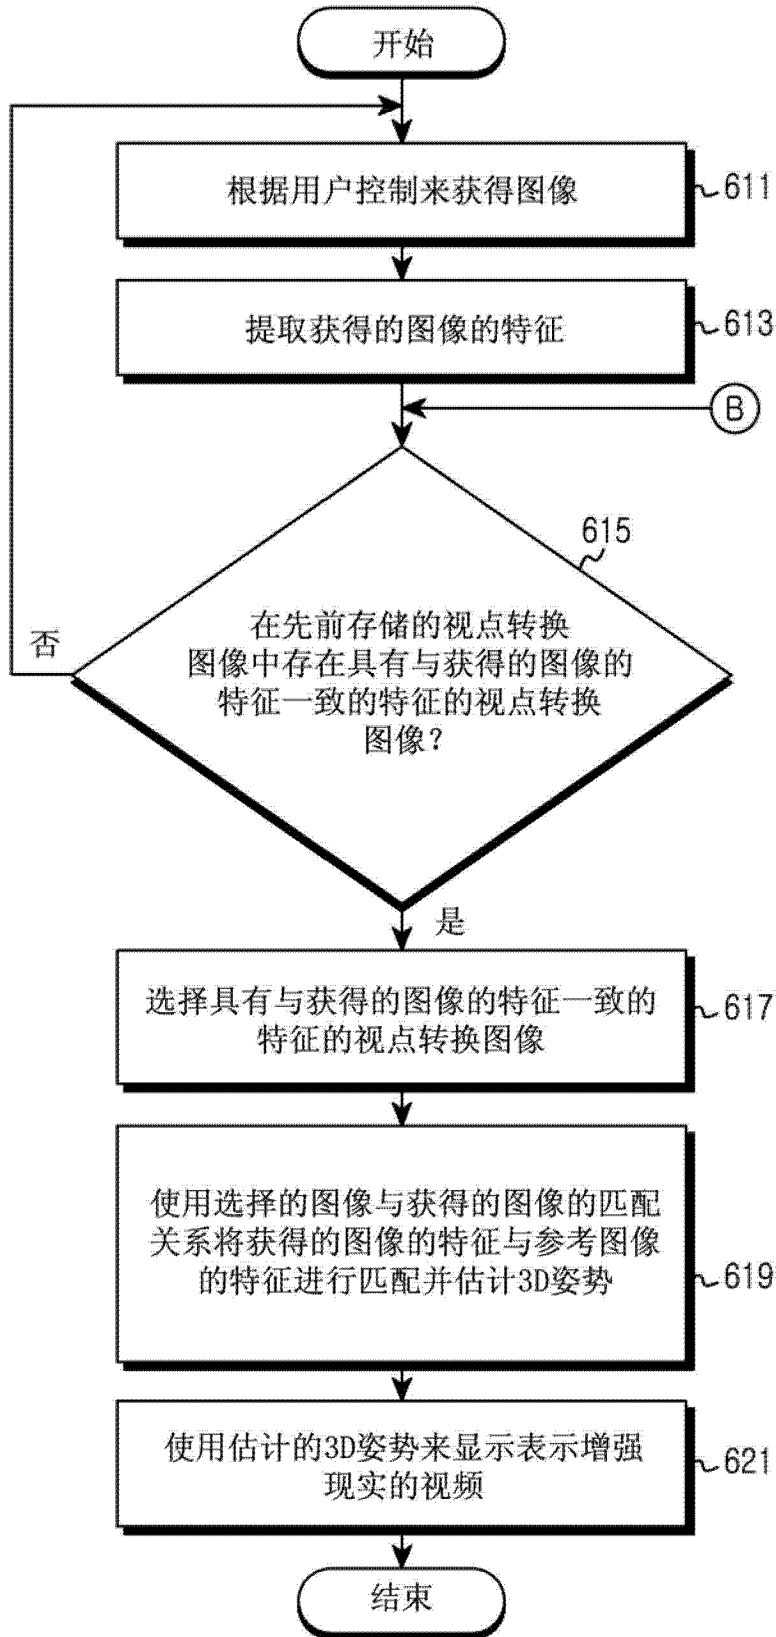 开始
根据用户控制来获得图像
611
提取获得的图像的特征
613
B
615
在先前存储的视点转换
图像中存在具有与获得的图像的
特征一致的特征的视点转换
图像?
否
是
选择具有与获得的图像的特征一致的
特征的视点转换图像
617
使用选择的图像与获得的图像的匹配
关系将获得的图像的特征与参考图像
的特征进行匹配并估计3D姿势
619
使用估计的3D姿势来显示表示增强
现实的视频
621
结束